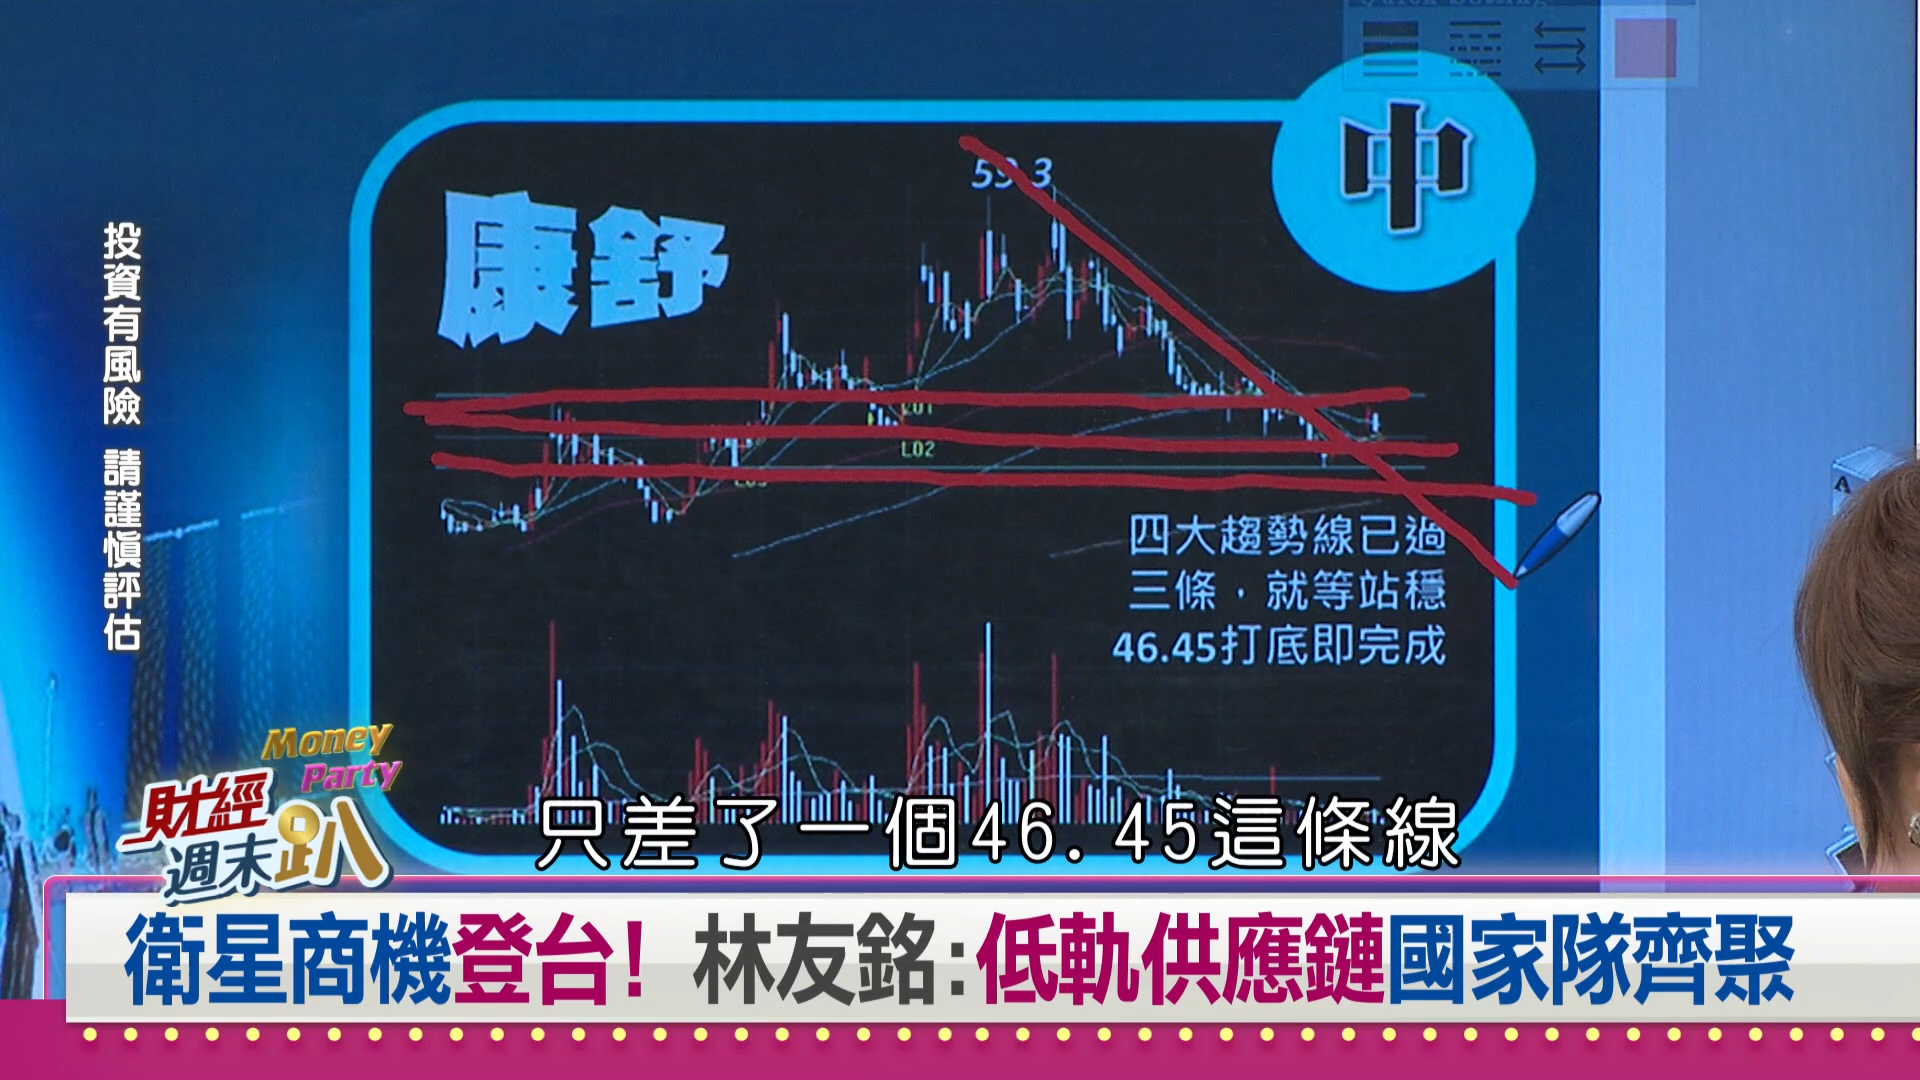 中
59.3
康舒
L01
L02
四大趨勢線已過
三條，就等站穩
46.45打底即完成
投資有風險 請謹慎評估
Money
Party
財經
週末趴
只差了一個46.45這條線
衛星商機登台! 林友銘:低軌供應鏈國家隊齊聚